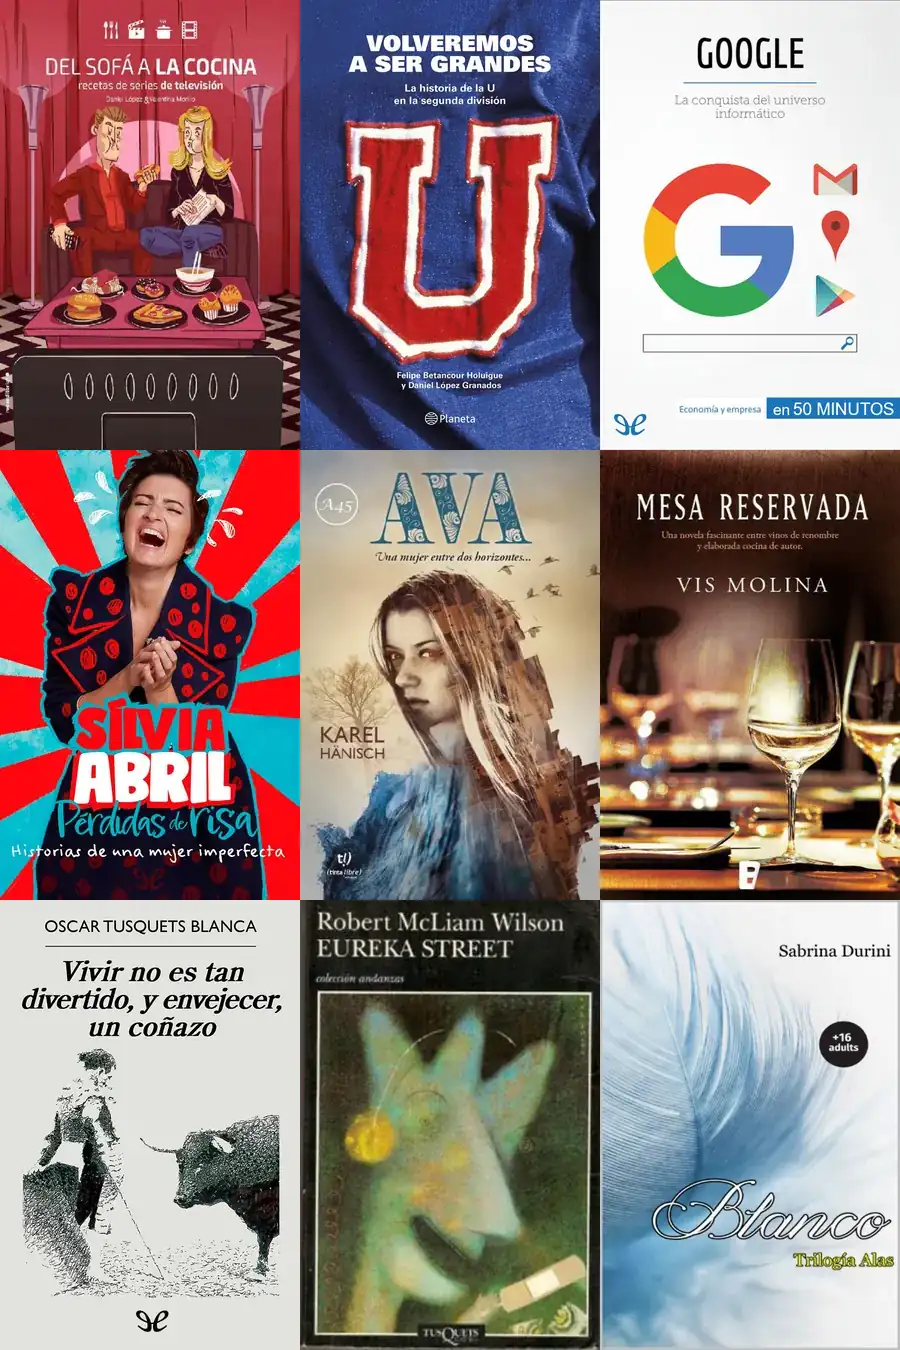 DEL SOFÁ A LA COCINA
recetas de series de televisión
Daniel López & Valentina Morillo
VOLVEREMOS
A SER GRANDES
La historia de la U
en la segunda división
U
Felipe Betancour Holuigue
y Daniel López Granados
Planeta
GOOGLE
La conquista del universo
informático
G
Economía y empresa
en 50 MINUTOS
SÍLVIA
ABRIL
Pérdidas de risa
Historias de una mujer imperfecta
A45
AVA
Una mujer entre dos horizontes...
KAREL
HÄNISCH
t!)
(tinta libre)
MESA RESERVADA
Una novela fascinante entre vinos de renombre
y elaborada cocina de autor.
VIS MOLINA
B
OSCAR TUSQUETS BLANCA
Vivir no es tan
divertido, y envejecer,
un coñazo
Robert McLiam Wilson
EUREKA STREET
colección andanzas
TUSQUETS
Sabrina Durini
+16
adults
Blanco
Trilogía Alas